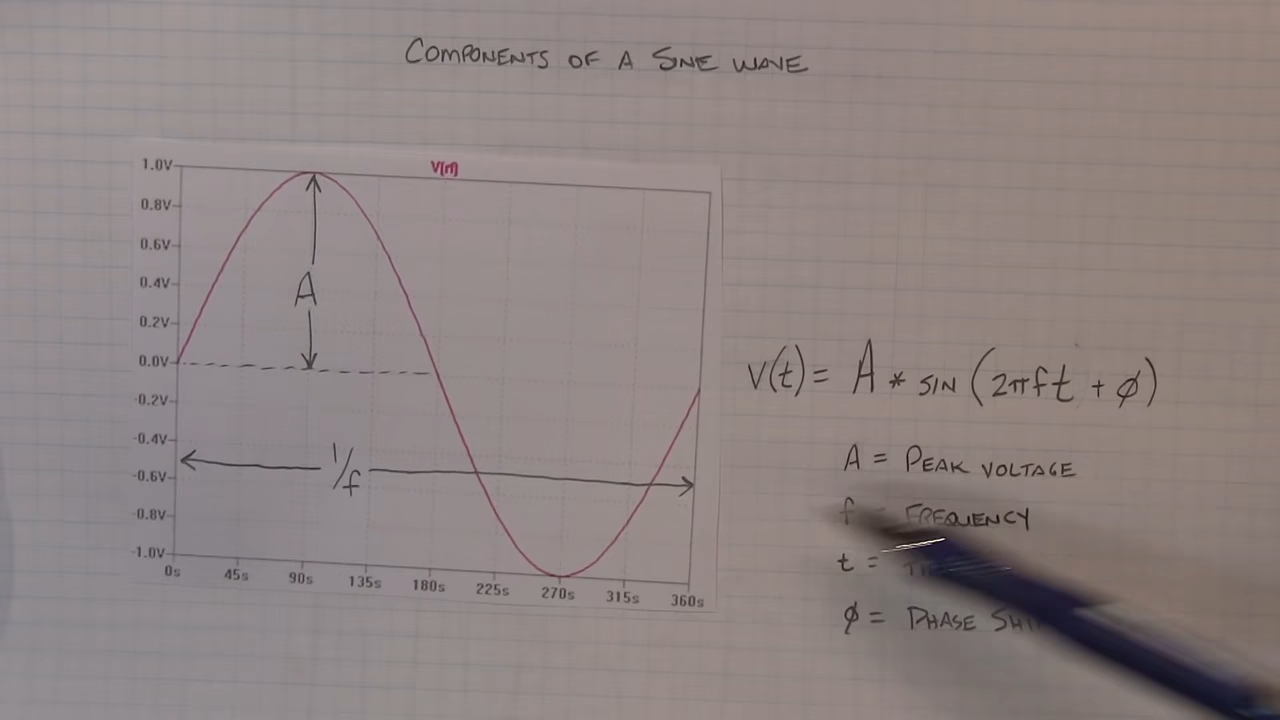 COMPONENTS OF A SINE WAVE
V(n)
1.0V
0.8V
0.6V
0.4V
0.2V
0.0V
-0.2V
-0.4V
-0.6V
-0.8V
-1.0V
A
1/f
0s 45s 90s 135s 180s 225s 270s 315s 360s
V(t) = A * SIN (2πft + φ)
A = PEAK VOLTAGE
f = FREQUENCY
t =
φ = PHASE